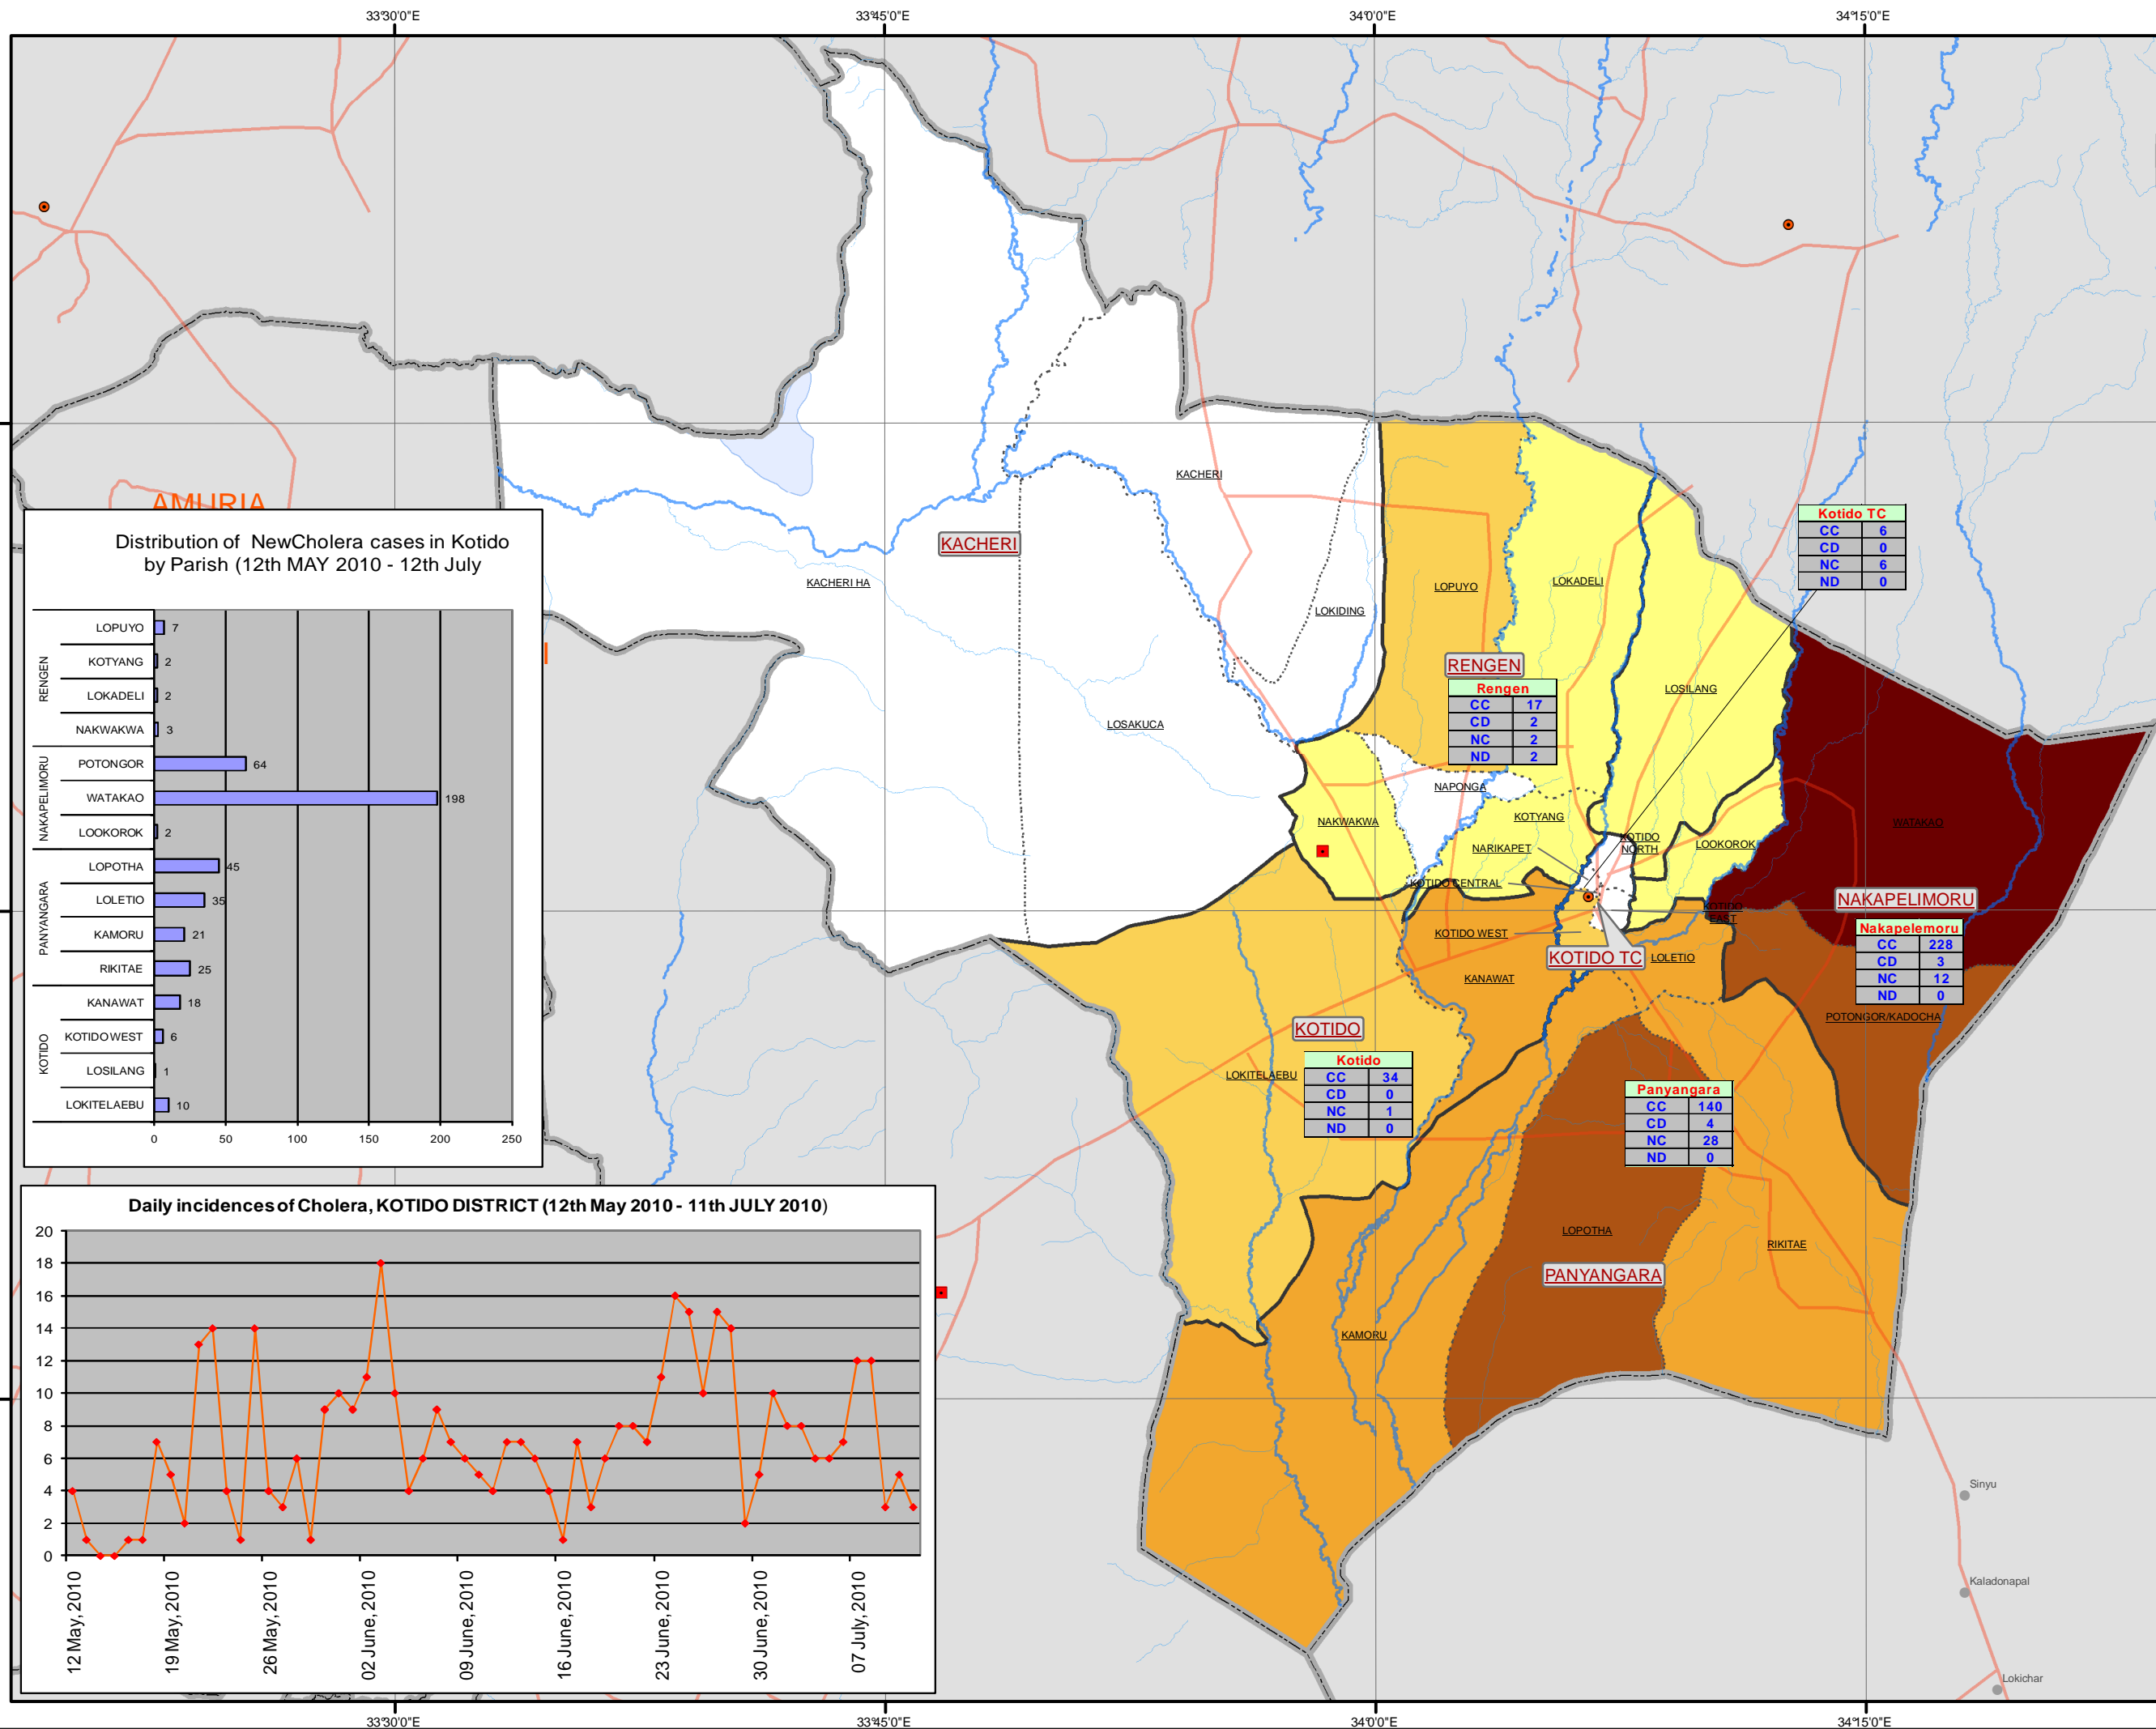 33°30'0"E
33°45'0"E
34°0'0"E
34°15'0"E
AMURIA
KACHERI
KACHERI
KACHERI HA
LOKIDING
LOSAKUCA
LOPUYO
LOKADELI
LOSILANG
RENGEN
Rengen
CC 17
CD 2
NC 2
ND 2
Kotido TC
CC 6
CD 0
NC 6
ND 0
NAPONGA
NAKWAKWA
KOTYANG
NARIKAPET
KOTIDO
NORTH
LOOKOROK
WATAKAO
KOTIDO CENTRAL
KOTIDO
EAST
NAKAPELIMORU
Nakapelemoru
CC 228
CD 3
NC 12
ND 0
KOTIDO WEST
KOTIDO TC
LOLETIO
KANAWAT
POTONGOR/KADOCHA
KOTIDO
LOKITELAEBU
Kotido
CC 34
CD 0
NC 1
ND 0
Panyangara
CC 140
CD 4
NC 28
ND 0
LOPOTHA
RIKITAE
PANYANGARA
KAMORU
Sinyu
Kaladonapal
Lokichar
Distribution of NewCholera cases in Kotido
by Parish (12th MAY 2010 - 12th July
RENGEN
LOPUYO 7
KOTYANG 2
LOKADELI 2
NAKWAKWA 3
NAKAPELIMORU
POTONGOR 64
WATAKAO 198
LOOKOROK 2
PANYANGARA
LOPOTHA 45
LOLETIO 35
KAMORU 21
RIKITAE 25
KOTIDO
KANAWAT 18
KOTIDO WEST 6
LOSILANG 1
LOKITELAEBU 10
0 50 100 150 200 250
Daily incidences of Cholera, KOTIDO DISTRICT (12th May 2010 - 11th JULY 2010)
20
18
16
14
12
10
8
6
4
2
0
12 May, 2010
19 May, 2010
26 May, 2010
02 June, 2010
09 June, 2010
16 June, 2010
23 June, 2010
30 June, 2010
07 July, 2010
33°30'0"E
33°45'0"E
34°0'0"E
34°15'0"E